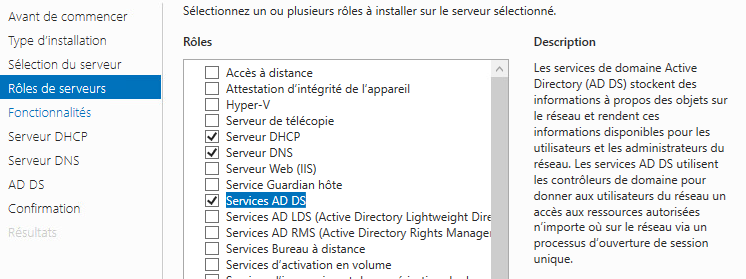 Sélectionnez un ou plusieurs rôles à installer sur le serveur sélectionné.
Avant de commencer
Type d'installation
Sélection du serveur
Rôles de serveurs
Fonctionnalités
Serveur DHCP
Serveur DNS
AD DS
Confirmation
Résultats
Rôles
Accès à distance
Attestation d'intégrité de l'appareil
Hyper-V
Serveur de télécopie
Serveur DHCP
Serveur DNS
Serveur Web (IIS)
Service Guardian hôte
Services AD DS
Services AD LDS (Active Directory Lightweight Dire
Services AD RMS (Active Directory Rights Manager
Services Bureau à distance
Services d'activation en volume
Description
Les services de domaine Active
Directory (AD DS) stockent des
informations à propos des objets sur
le réseau et rendent ces
informations disponibles pour les
utilisateurs et les administrateurs du
réseau. Les services AD DS utilisent
les contrôleurs de domaine pour
donner aux utilisateurs du réseau un
accès aux ressources autorisées
n'importe où sur le réseau via un
processus d'ouverture de session
unique.